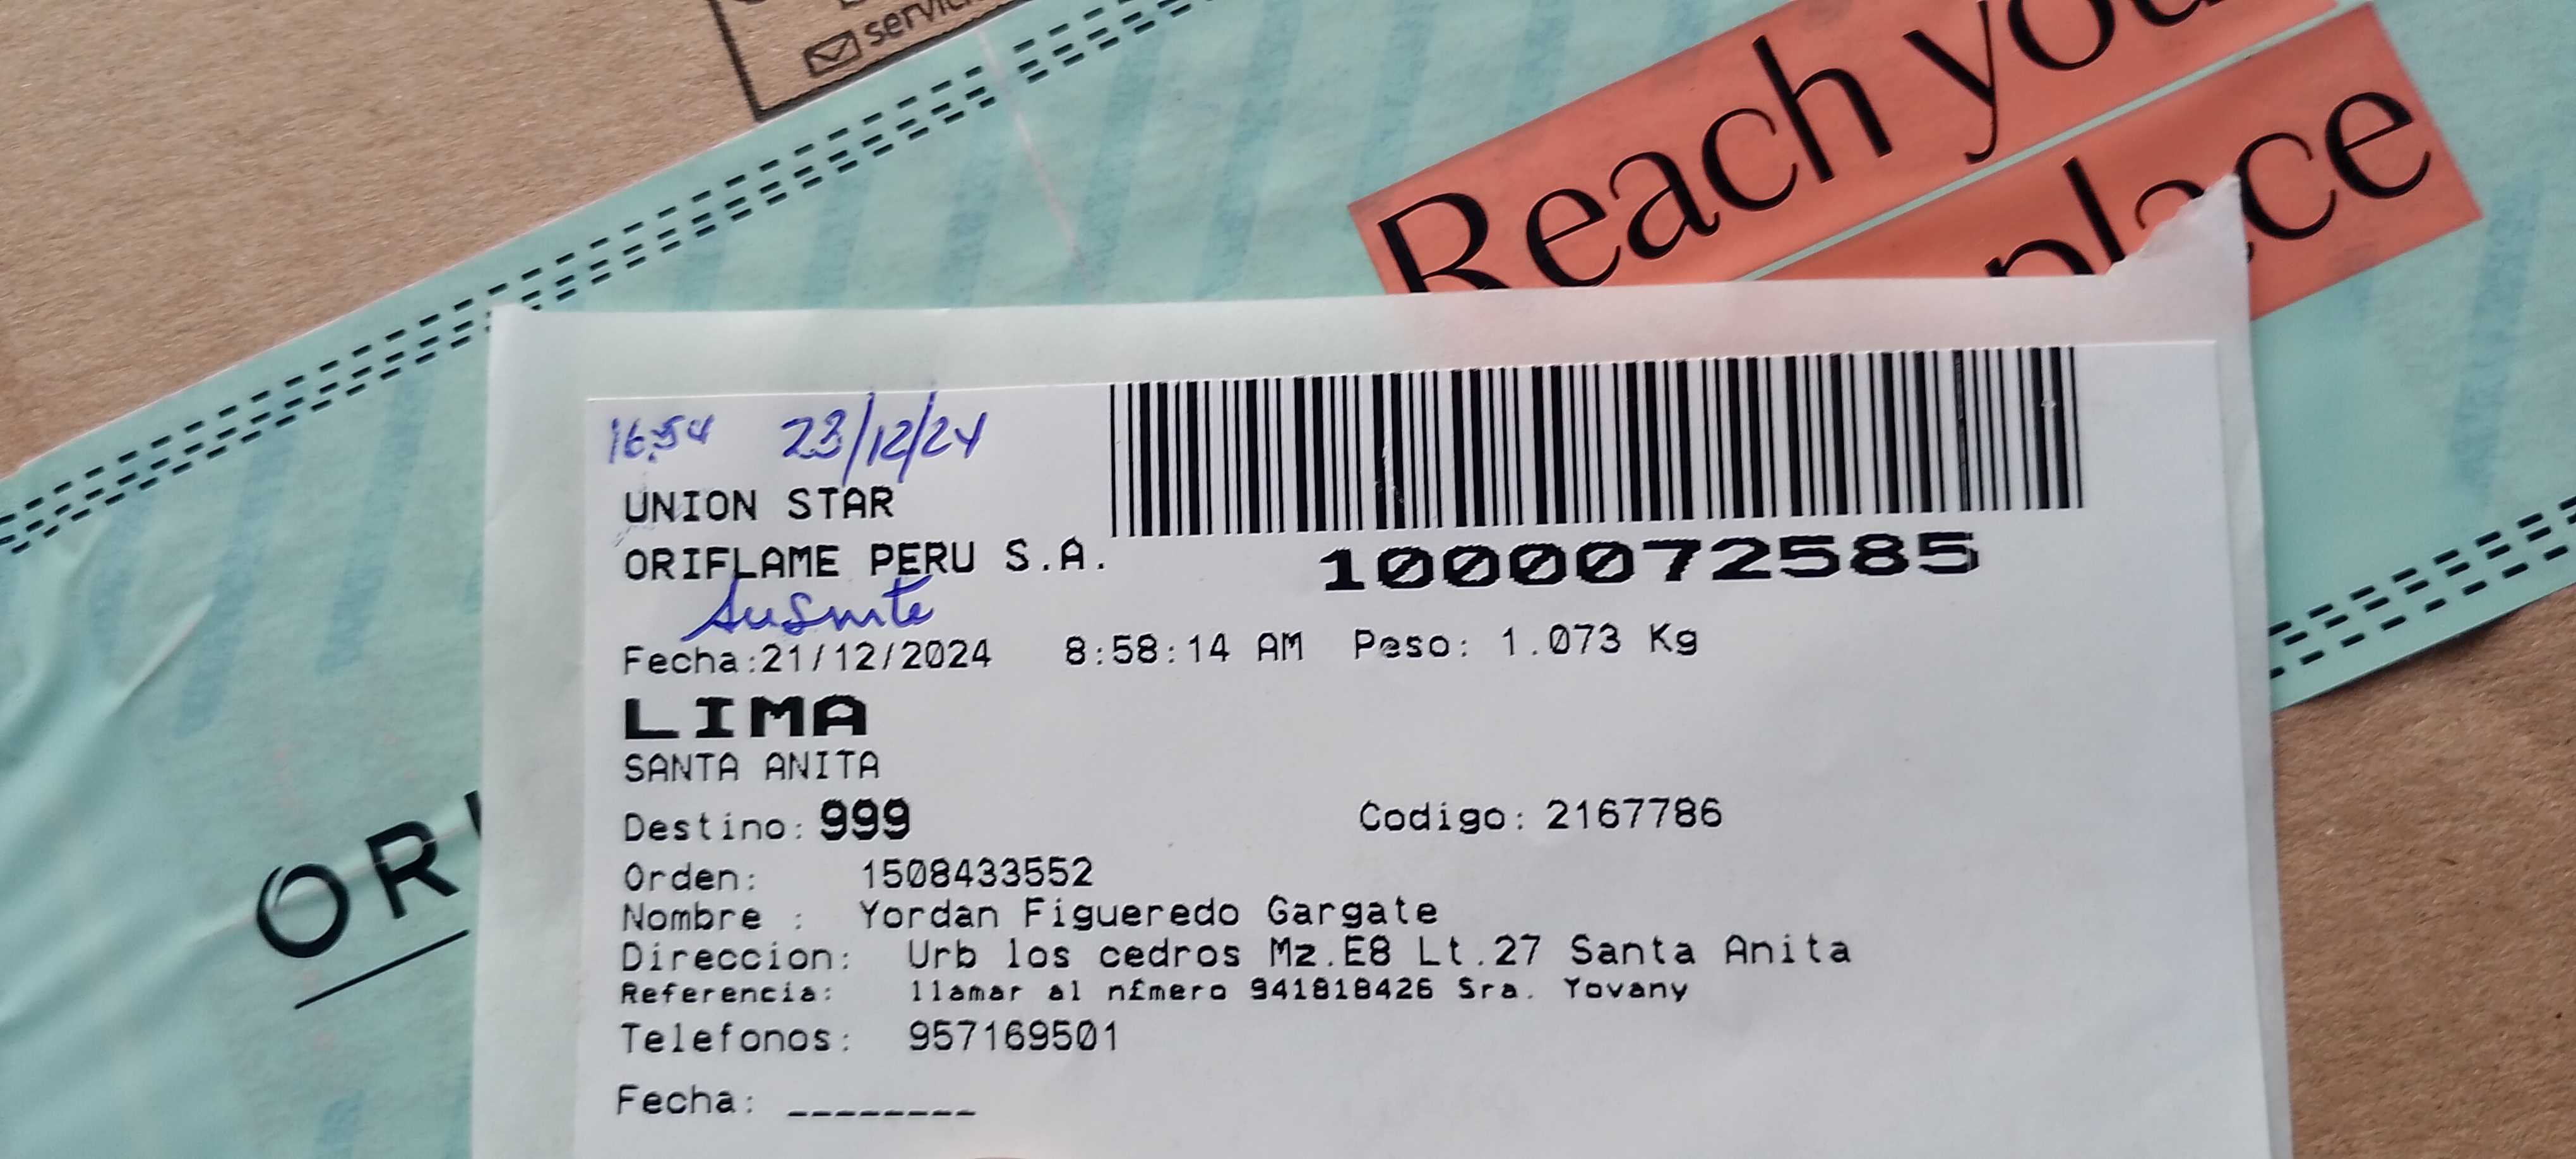 servic
Reach you
place
16:54 23/12/24
UNION STAR
ORIFLAME PERU S.A.
1000072585
Ausente
Fecha:21/12/2024 8:58:14 AM Peso: 1.073 Kg
LIMA
SANTA ANITA
Destino: 999 Codigo: 2167786
Orden: 1508433552
Nombre : Yordan Figueredo Gargate
Direccion: Urb los cedros Mz.E8 Lt.27 Santa Anita
Referencia: llamar al n£mero 941818426 Sra. Yovany
Telefonos: 957169501
Fecha: ________
OR